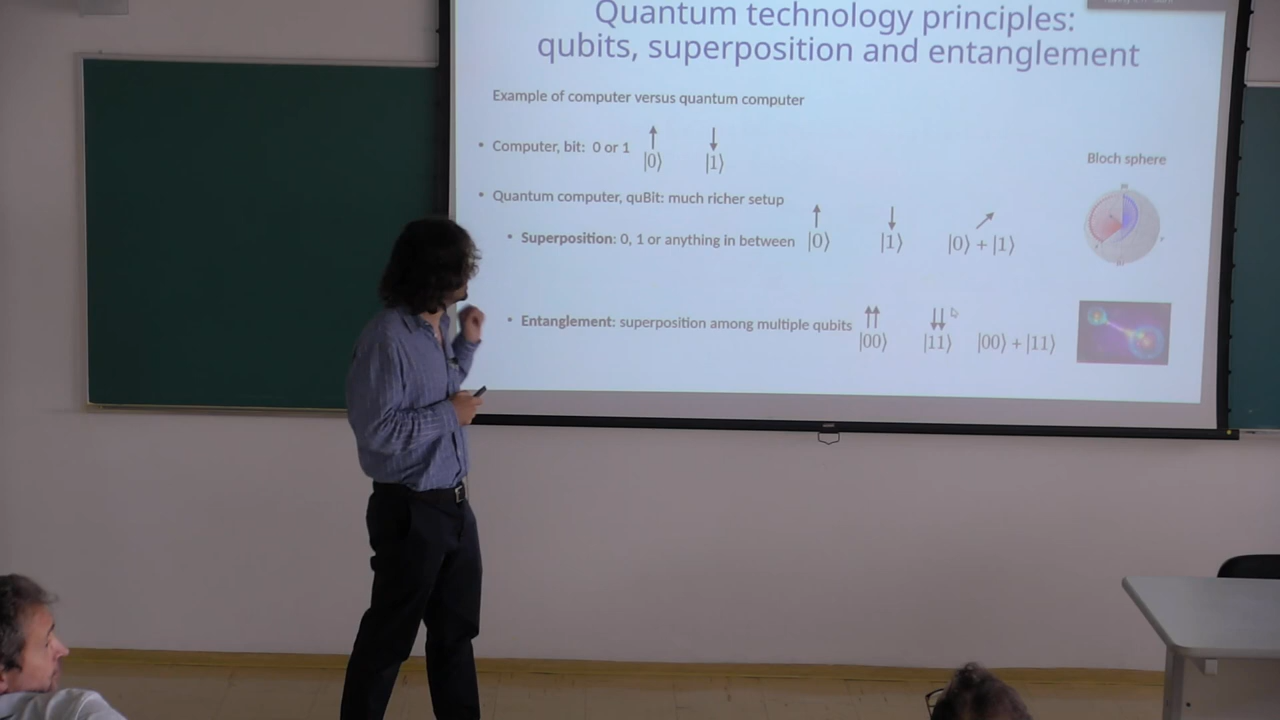 Quantum technology principles:
qubits, superposition and entanglement
Example of computer versus quantum computer
• Computer, bit: 0 or 1 ↑ ↓
|0⟩ |1⟩
Bloch sphere
• Quantum computer, quBit: much richer setup
↑ ↓ ↗
• Superposition: 0, 1 or anything in between |0⟩ |1⟩ |0⟩ + |1⟩
• Entanglement: superposition among multiple qubits ↑↑ ↓↓
|00⟩ |11⟩ |00⟩ + |11⟩